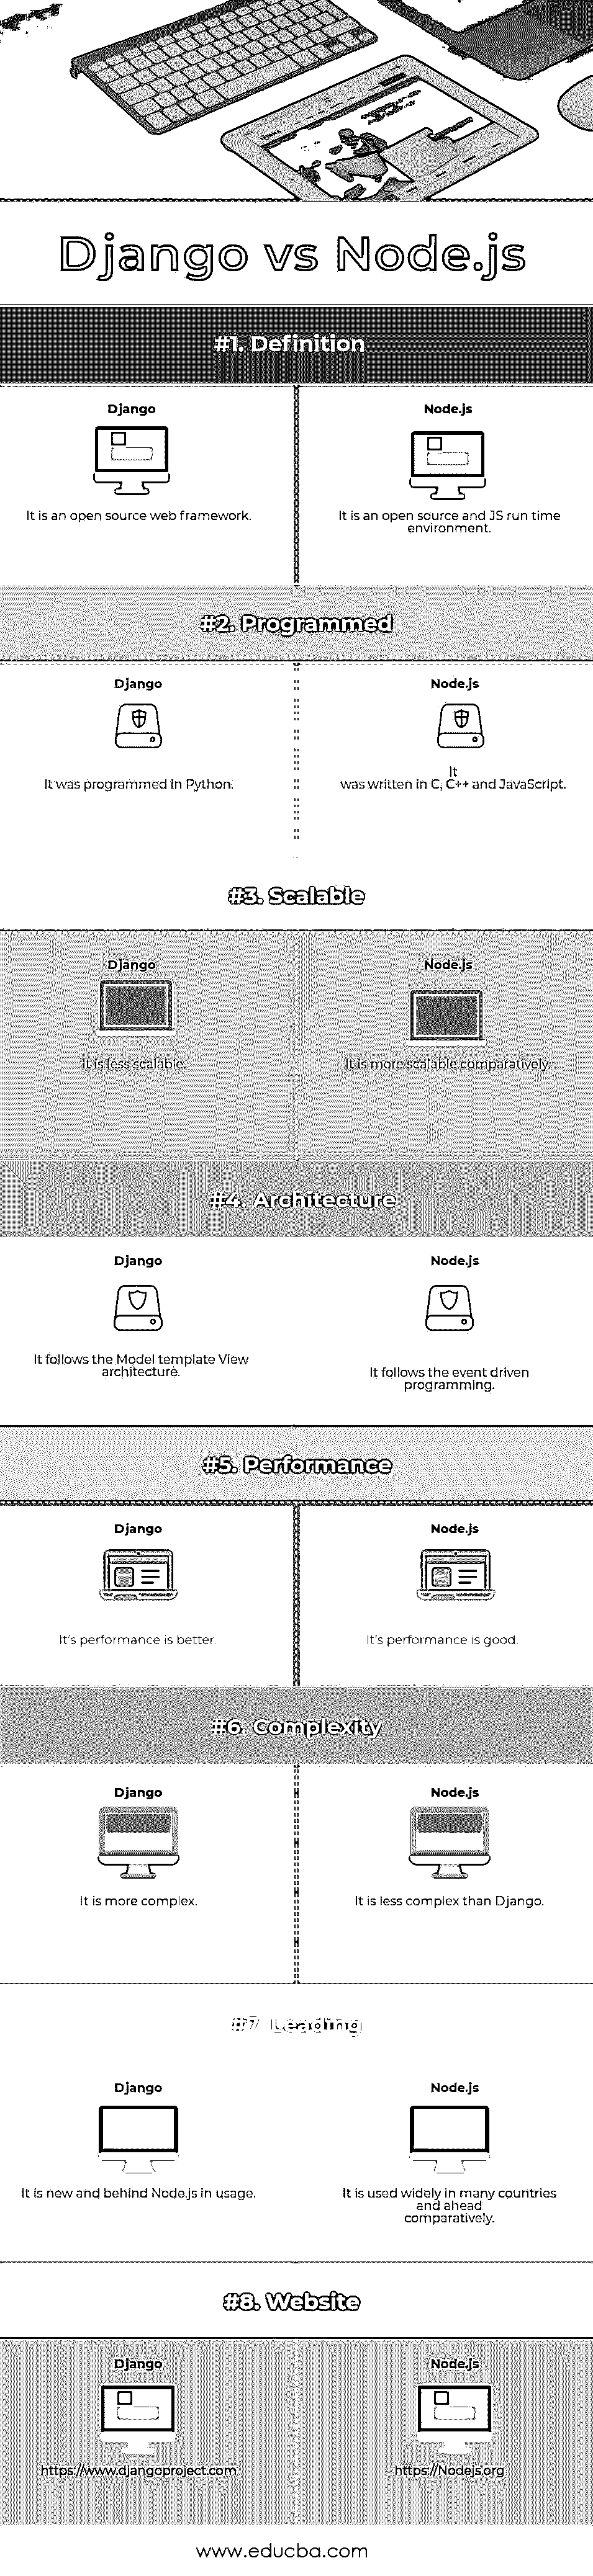 Django vs Node.js
#1. Definition
Django
It is an open source web framework.
Node.js
It is an open source and JS run time
environment.
#2. Programmed
Django
It was programmed in Python.
Node.js
It
was written in C, C++ and JavaScript.
#3. Scalable
Django
It is less scalable.
Node.js
It is more scalable comparatively.
#4. Architecture
Django
It follows the Model template View
architecture.
Node.js
It follows the event driven
programming.
#5. Performance
Django
It's performance is better.
Node.js
It's performance is good.
#6. Complexity
Django
It is more complex.
Node.js
It is less complex than Django.
#7. Leading
Django
It is new and behind Node.js in usage.
Node.js
It is used widely in many countries
and ahead
comparatively.
#8. Website
Django
https://www.djangoproject.com
Node.js
https://Nodejs.org
www.educba.com